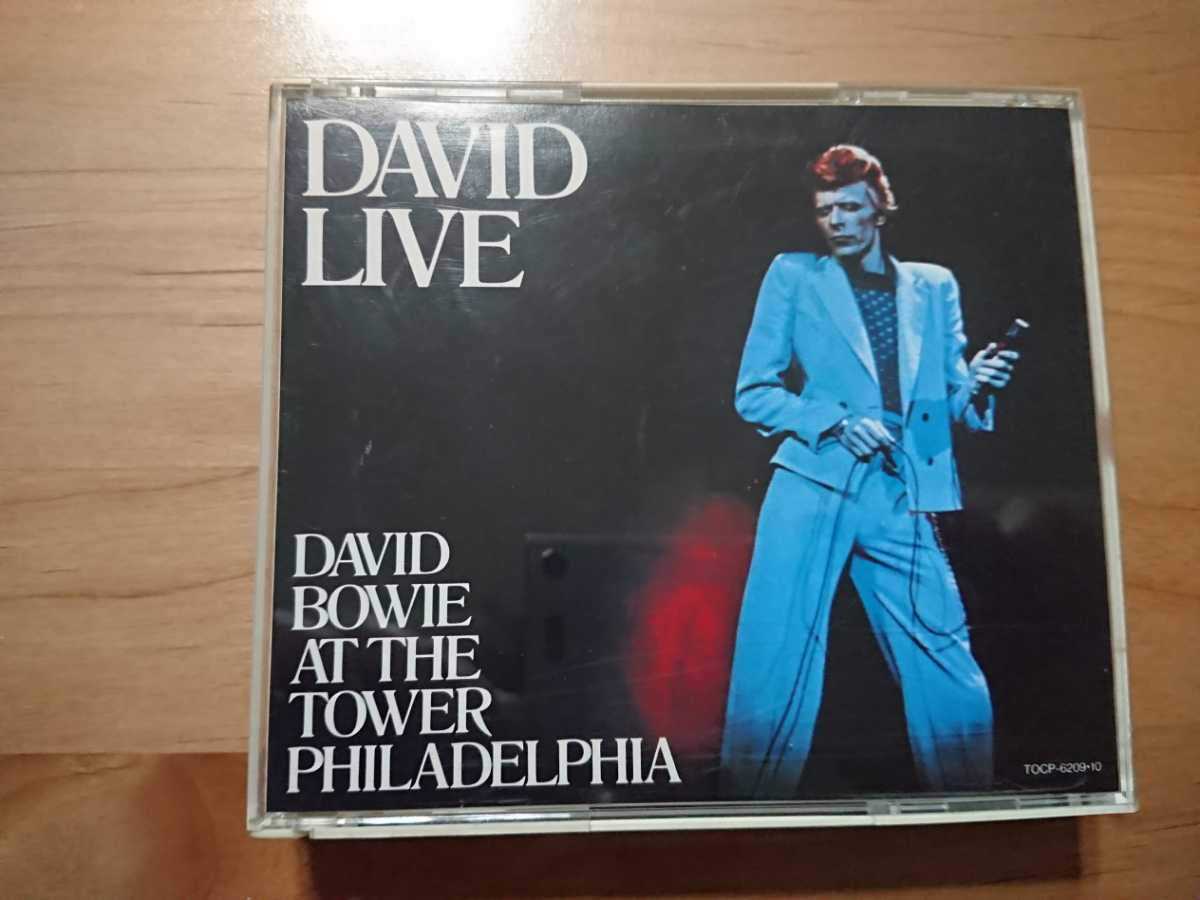 DAVID
LIVE
DAVID
BOWIE
AT THE
TOWER
PHILADELPHIA
TOCP-6209•10